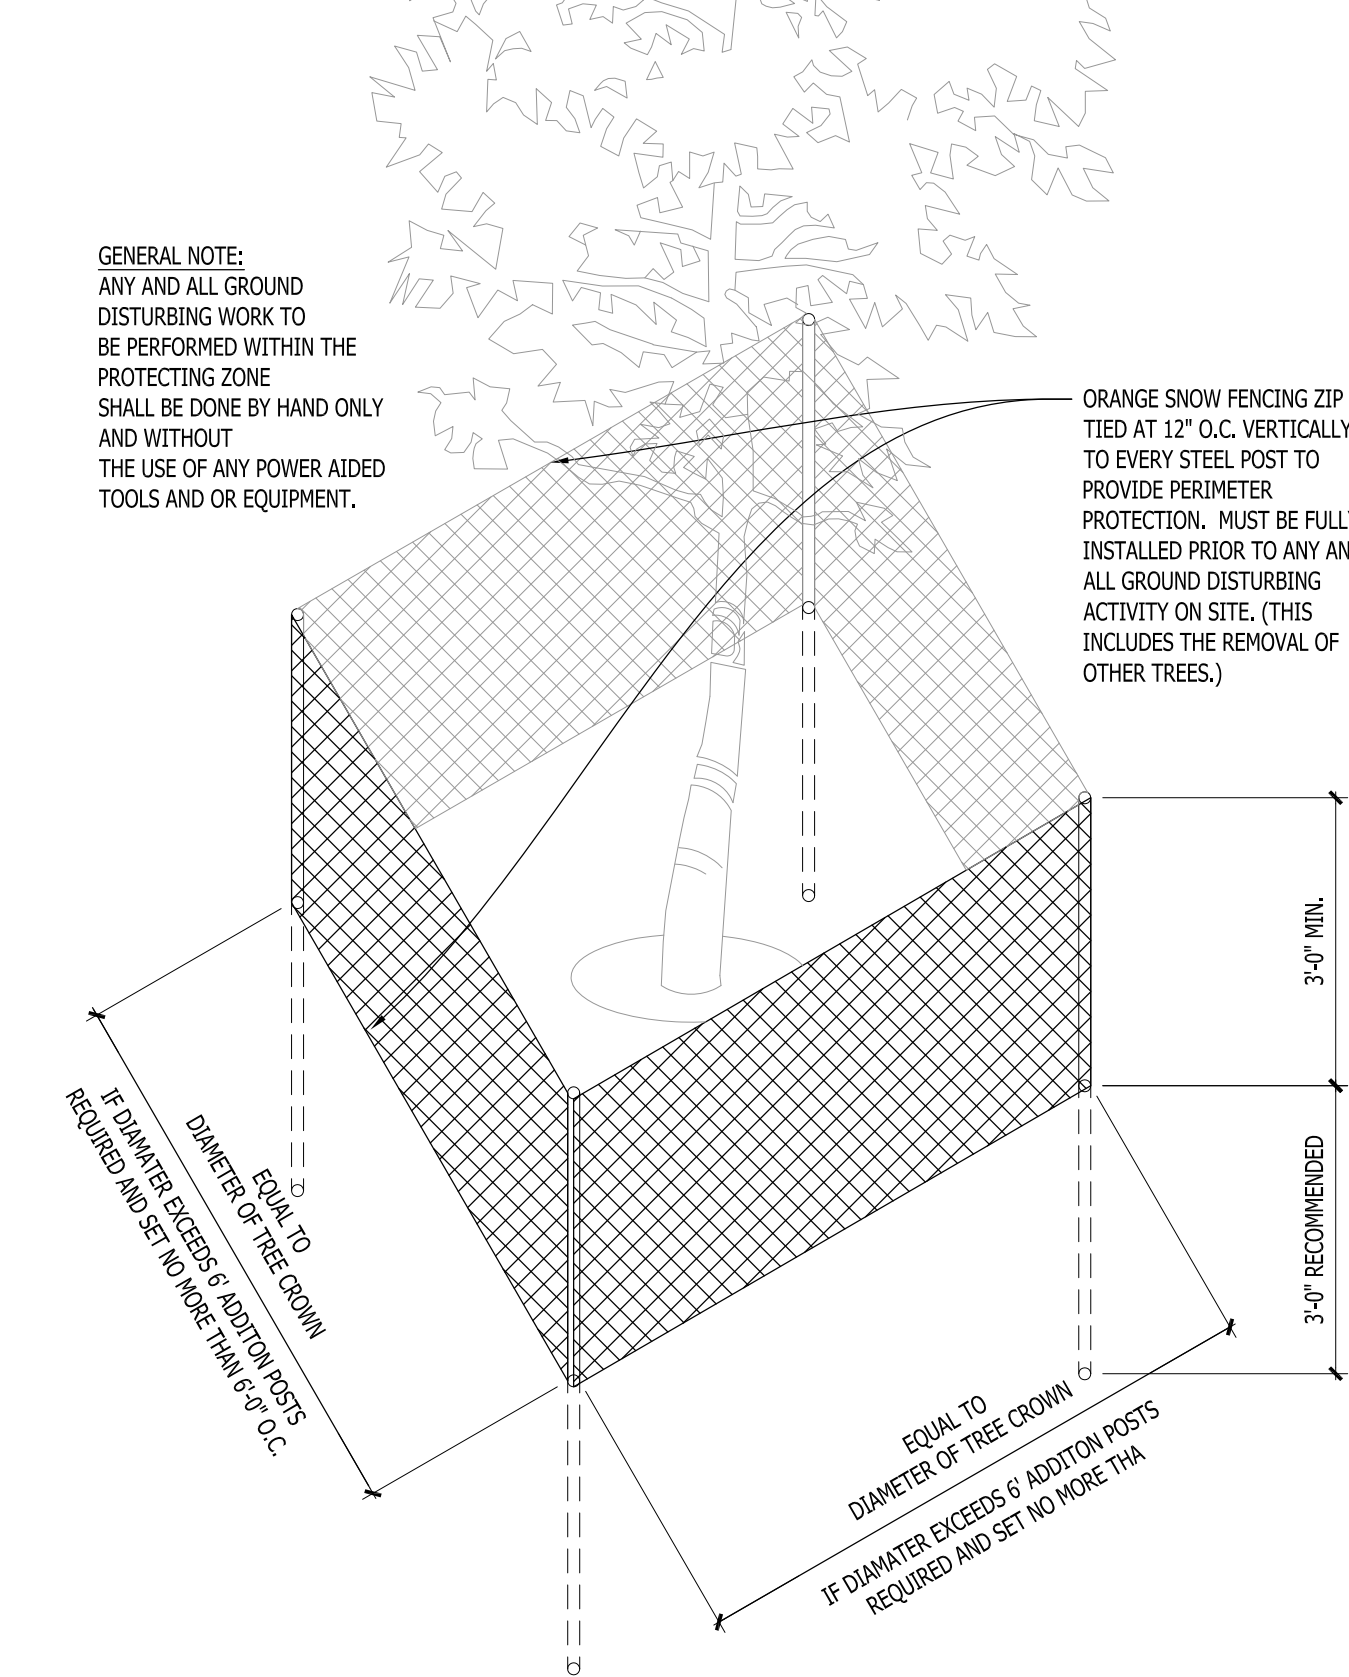 GENERAL NOTE:
ANY AND ALL GROUND
DISTURBING WORK TO
BE PERFORMED WITHIN THE
PROTECTING ZONE
SHALL BE DONE BY HAND ONLY
AND WITHOUT
THE USE OF ANY POWER AIDED
TOOLS AND OR EQUIPMENT.
ORANGE SNOW FENCING ZIP
TIED AT 12" O.C. VERTICALLY
TO EVERY STEEL POST TO
PROVIDE PERIMETER
PROTECTION. MUST BE FULL
INSTALLED PRIOR TO ANY AN
ALL GROUND DISTURBING
ACTIVITY ON SITE. (THIS
INCLUDES THE REMOVAL OF
OTHER TREES.)
3'-0" MIN.
3'-0" RECOMMENDED
EQUAL TO
DIAMETER OF TREE CROWN
IF DIAMATER EXCEEDS 6' ADDITON POSTS
REQUIRED AND SET NO MORE THAN 6'-0" O.C.
EQUAL TO
DIAMETER OF TREE CROWN
IF DIAMATER EXCEEDS 6' ADDITON POSTS
REQUIRED AND SET NO MORE THA